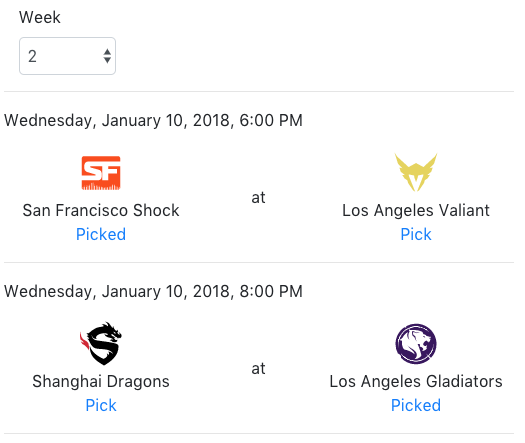 Week
2
Wednesday, January 10, 2018, 6:00 PM
SF
at
San Francisco Shock
Los Angeles Valiant
Picked
Pick
Wednesday, January 10, 2018, 8:00 PM
at
Shanghai Dragons
Los Angeles Gladiators
Pick
Picked